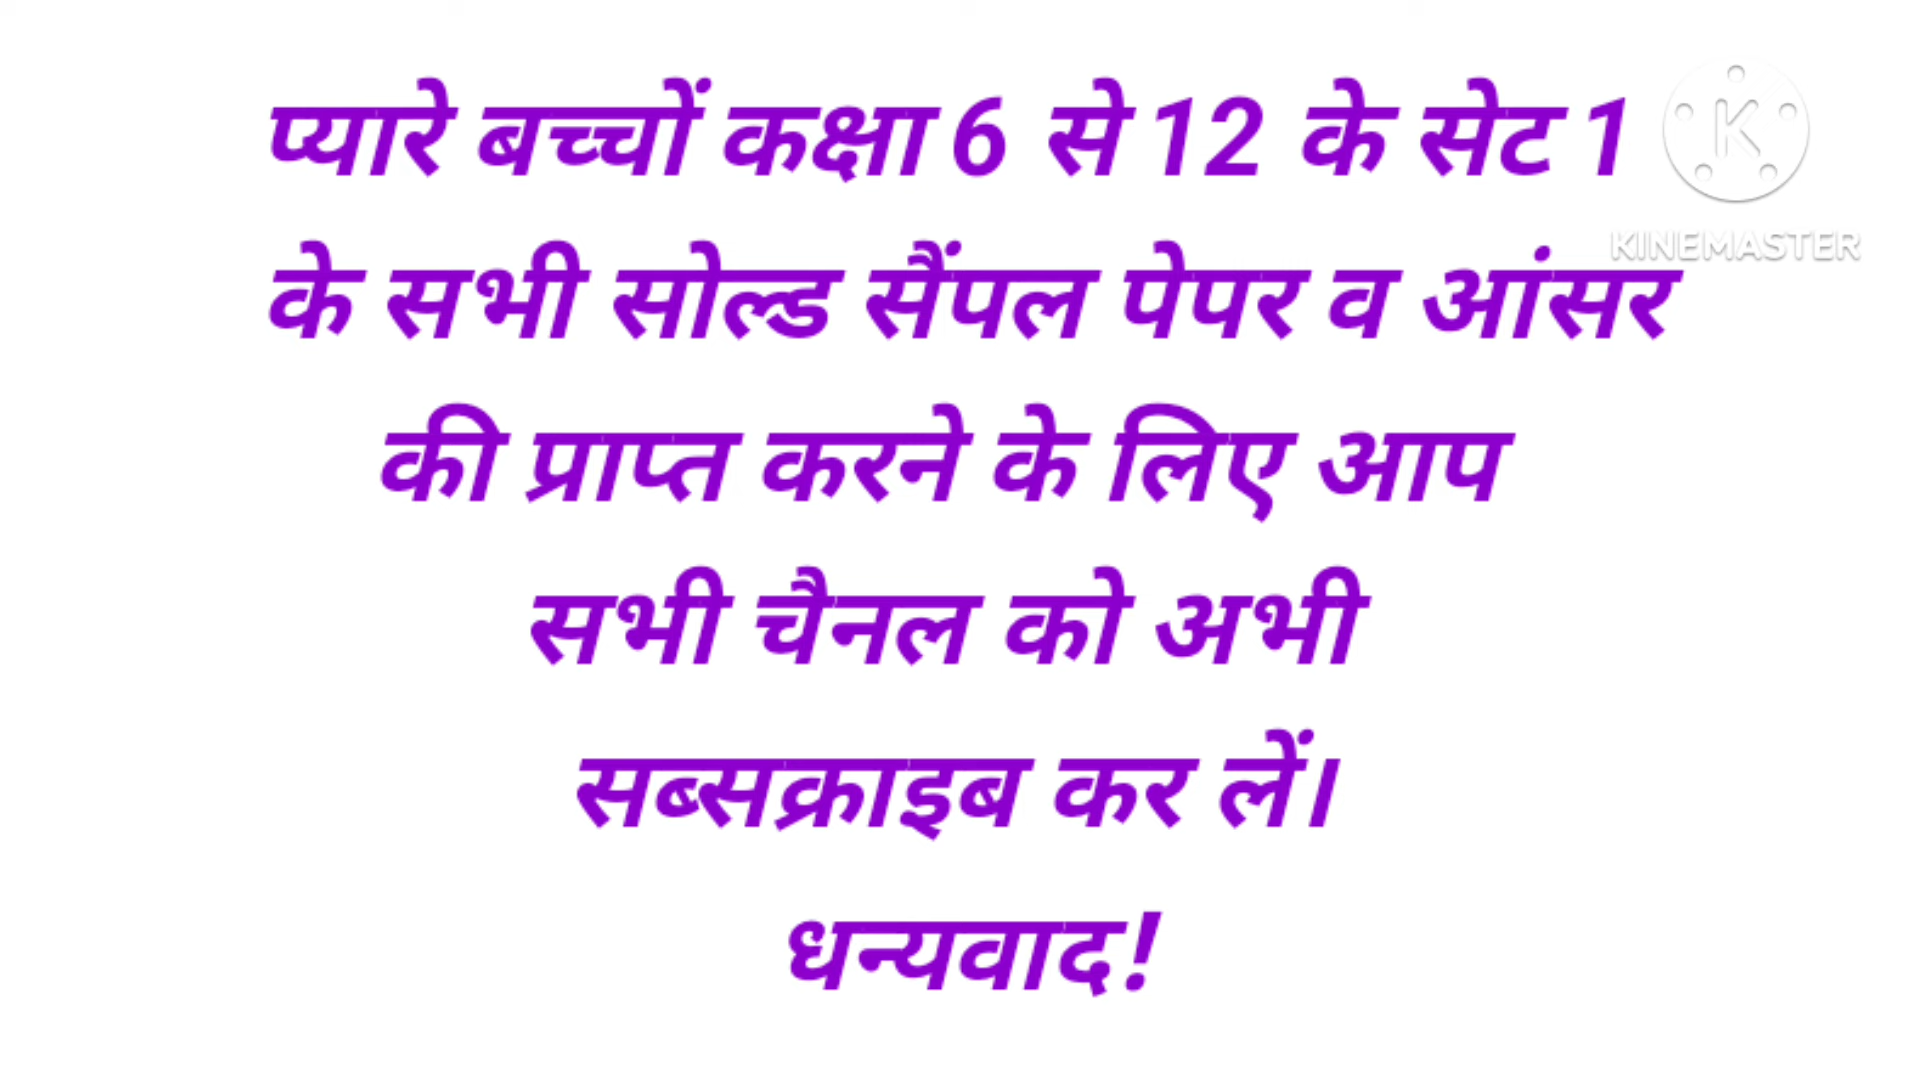 प्यारे बच्चों कक्षा 6 से 12 के सेट 1
K
KINEMASTER
के सभी सोल्ड सैंपल पेपर व आंसर
की प्राप्त करने के लिए आप
सभी चैनल को अभी
सब्सक्राइब कर लें।
धन्यवाद!